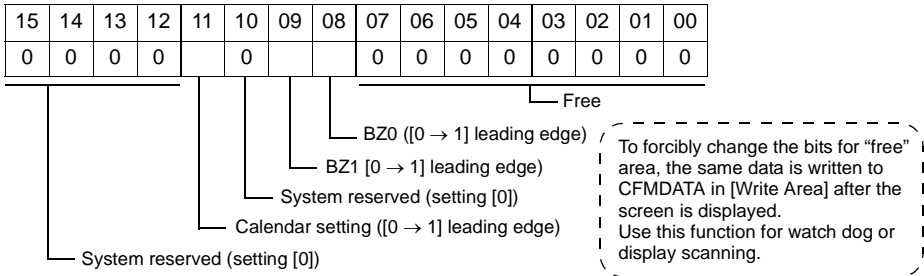 15 14 13 12 11 10 09 08 07 06 05 04 03 02 01 00
0 0 0 0 0 0 0 0 0 0 0 0 0
Free
BZ0 ([0 → 1] leading edge)
BZ1 [0 → 1] leading edge)
System reserved (setting [0])
Calendar setting ([0 → 1] leading edge)
System reserved (setting [0])
To forcibly change the bits for “free”
area, the same data is written to
CFMDATA in [Write Area] after the
screen is displayed.
Use this function for watch dog or
display scanning.